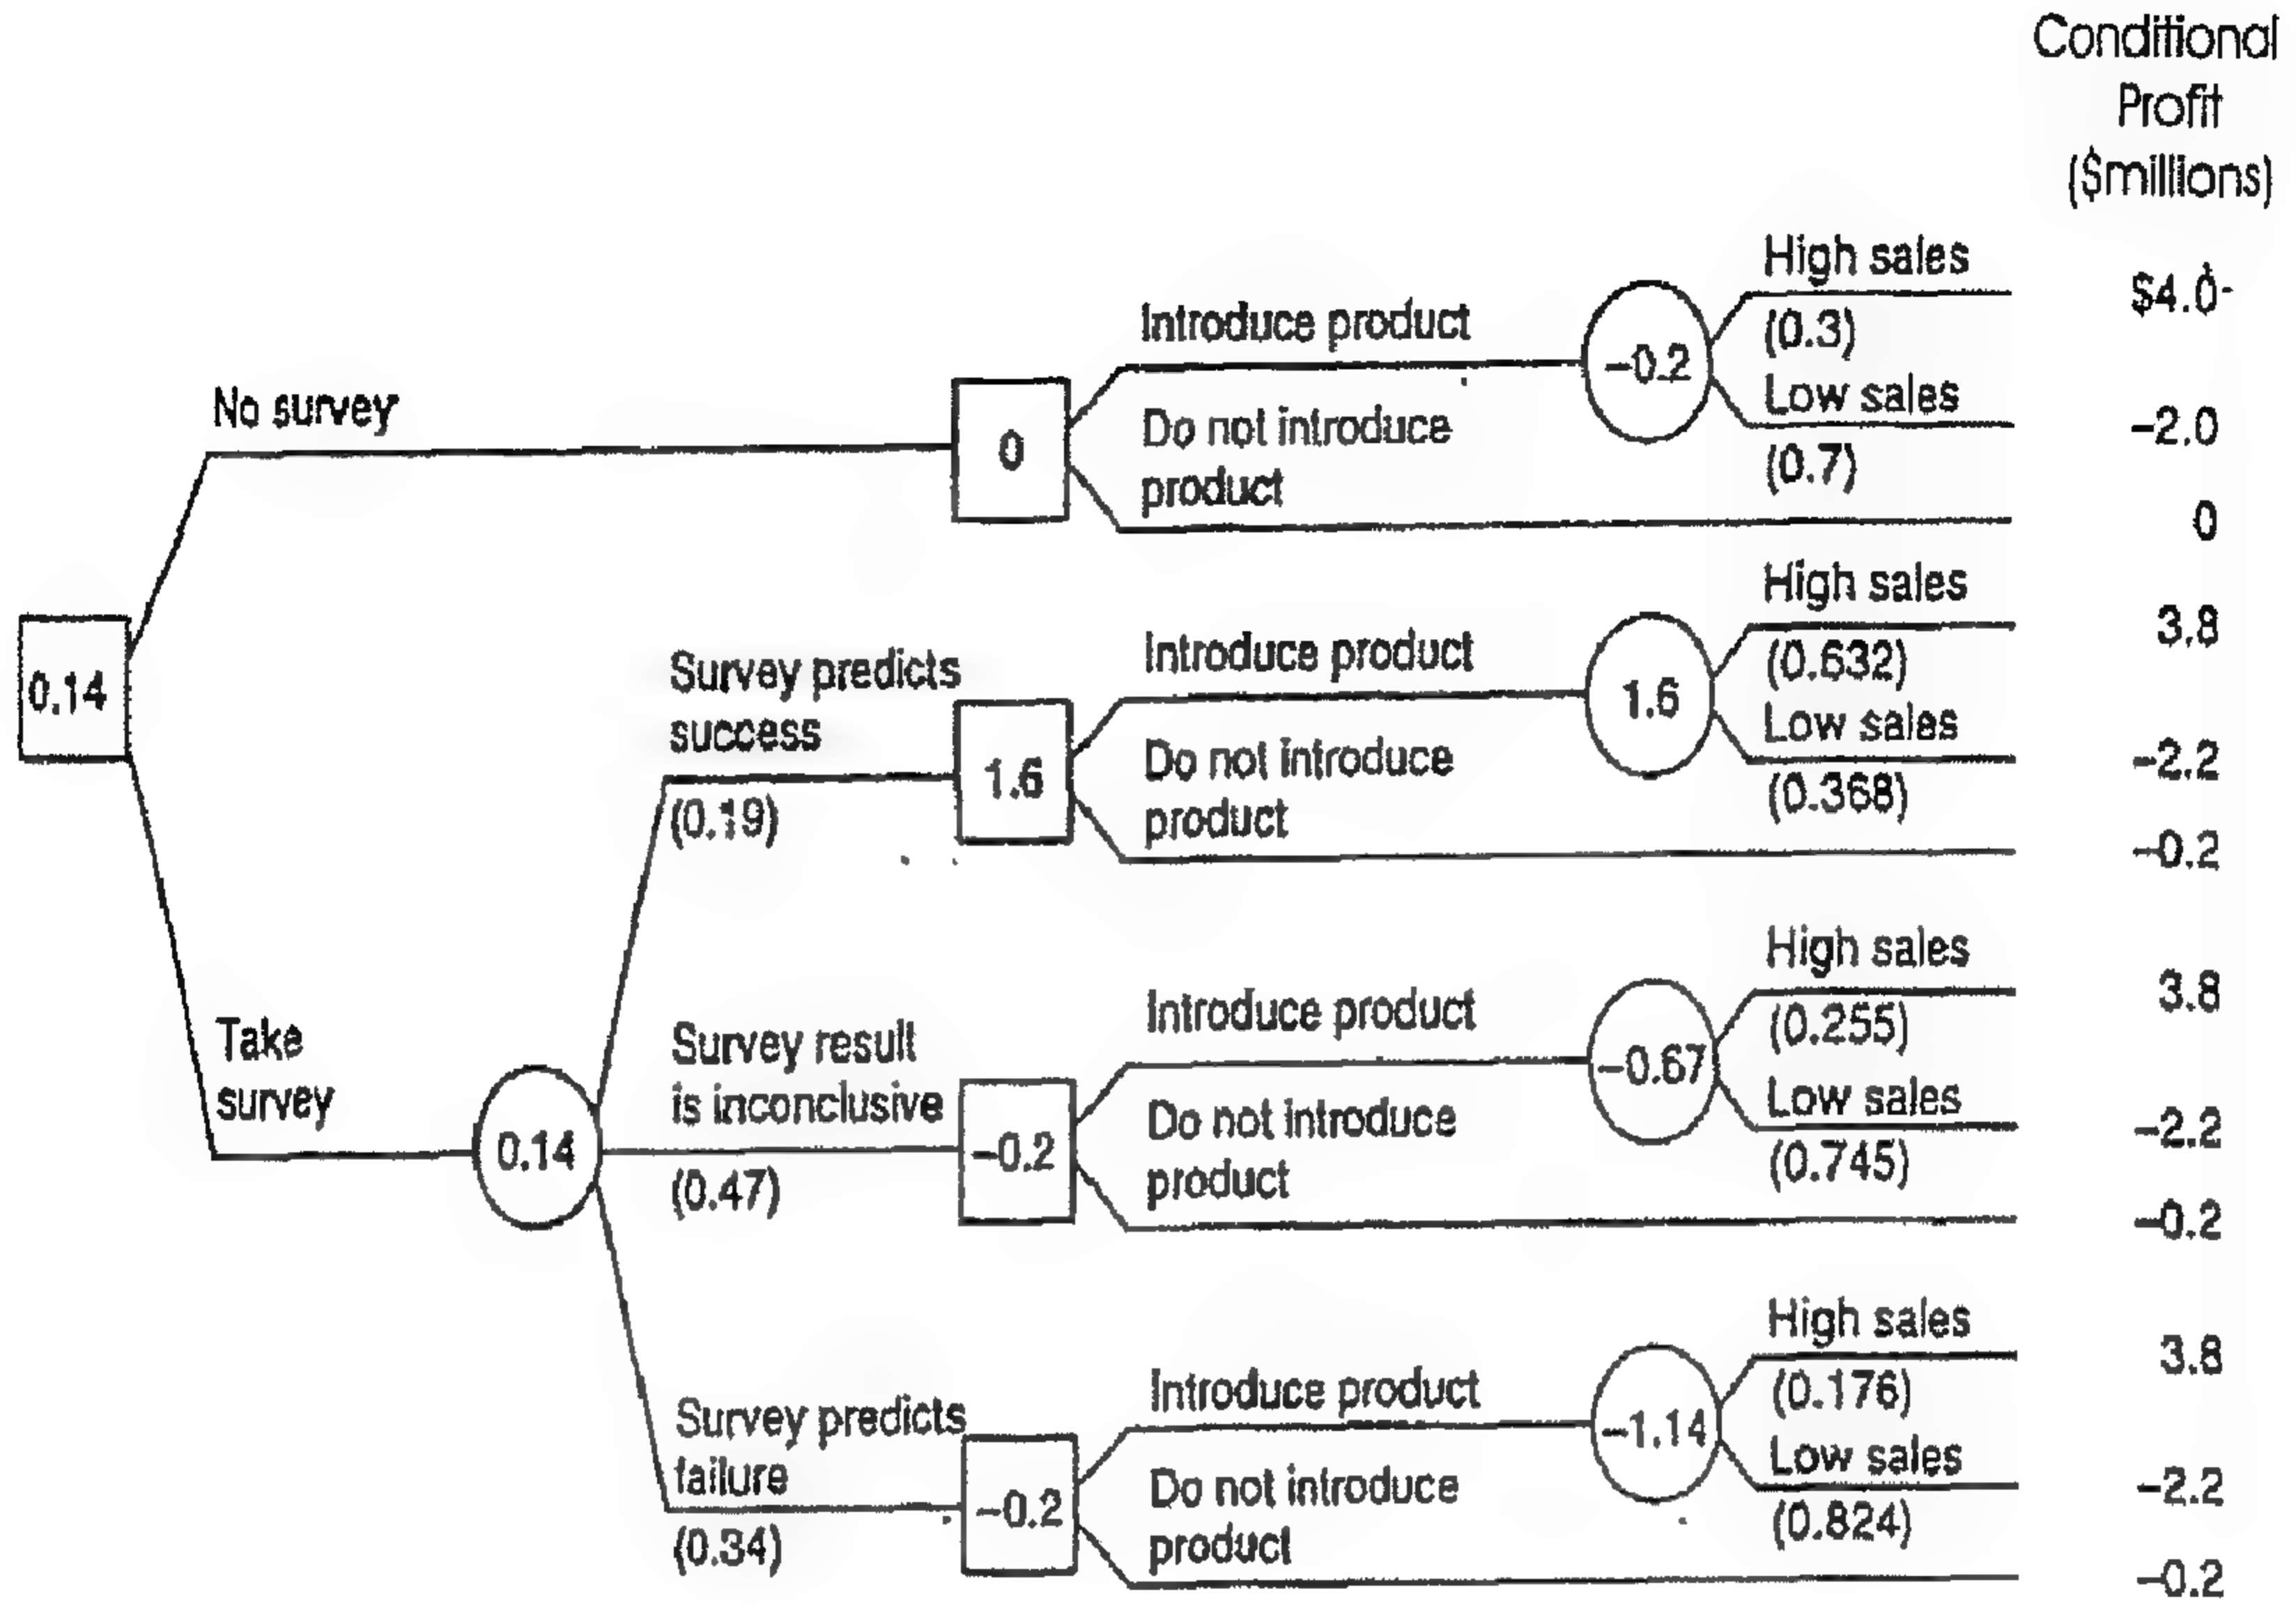 Conditional
Profit
($millions)
High sales
$4.0
Introduce product
(0.3)
-0.2
No survey
Low sales
Do not introduce
-2.0
0
(0.7)
product
0
High sales
3.8
Survey predicts
Introduce product
(0.632)
0.14
1.6
success
Low sales
Do not introduce
-2.2
1.6
(0.368)
(0.19)
product
-0.2
High sales
3.8
Introduce product
(0.255)
Take
Survey result
-0.67
survey
is inconclusive
Low sales
Do not introduce
-2.2
0.14
-0.2
(0.745)
(0.47)
product
-0.2
High sales
3.8
Introduce product
(0.176)
Survey predicts
-1.14
failure
Low sales
Do not introduce
-2.2
-0.2
(0.824)
(0.34)
product
-0.2